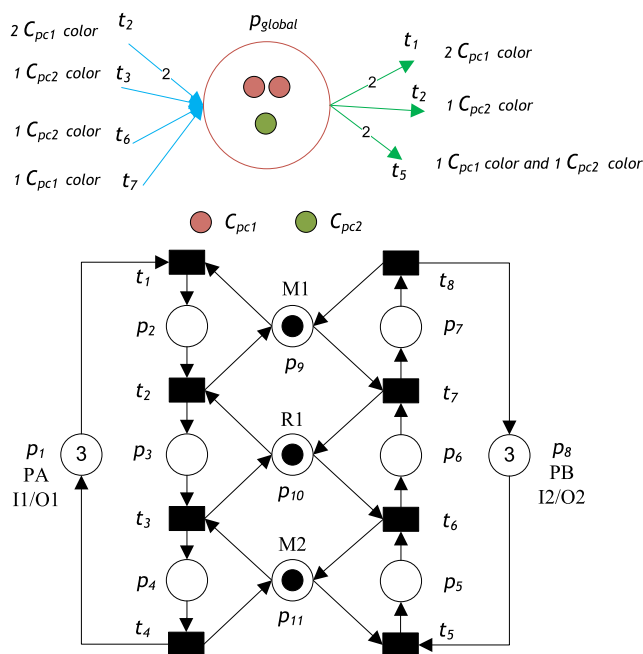 2 Cpc1 color t2 pglobal t1 2 Cpc1 color
1 Cpc2 color t3 2 2 t2 1 Cpc2 color
1 Cpc2 color t6 2
1 Cpc1 color t7 t5 1 Cpc1 color and 1 Cpc2 color
Cpc1 Cpc2
t1 M1 t8
p2 p7
p9
t2 t7
R1
p1 3 p3 p6 3 p8
PA PB
I1/O1 p10 I2/O2
t3 t6
M2
p4 p5
p11
t4 t5